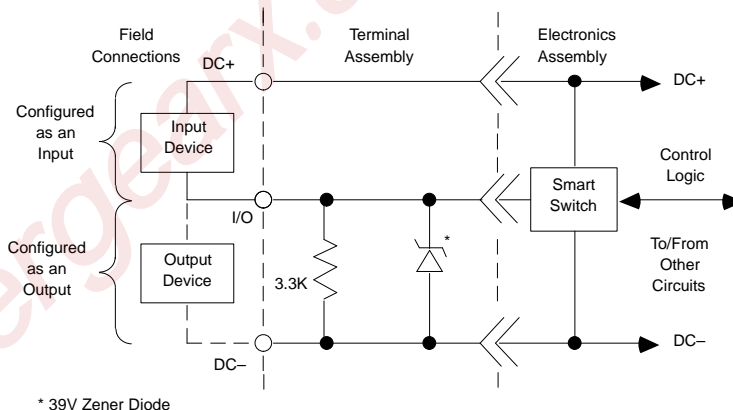 Field
Connections
Terminal
Assembly
Electronics
Assembly
DC+
DC+
Configured
as an
Input
Input
Device
I/O
Smart
Switch
Control
Logic
Configured
as an
Output
Output
Device
3.3K
*
To/From
Other
Circuits
DC–
DC–
* 39V Zener Diode
ergearx.c